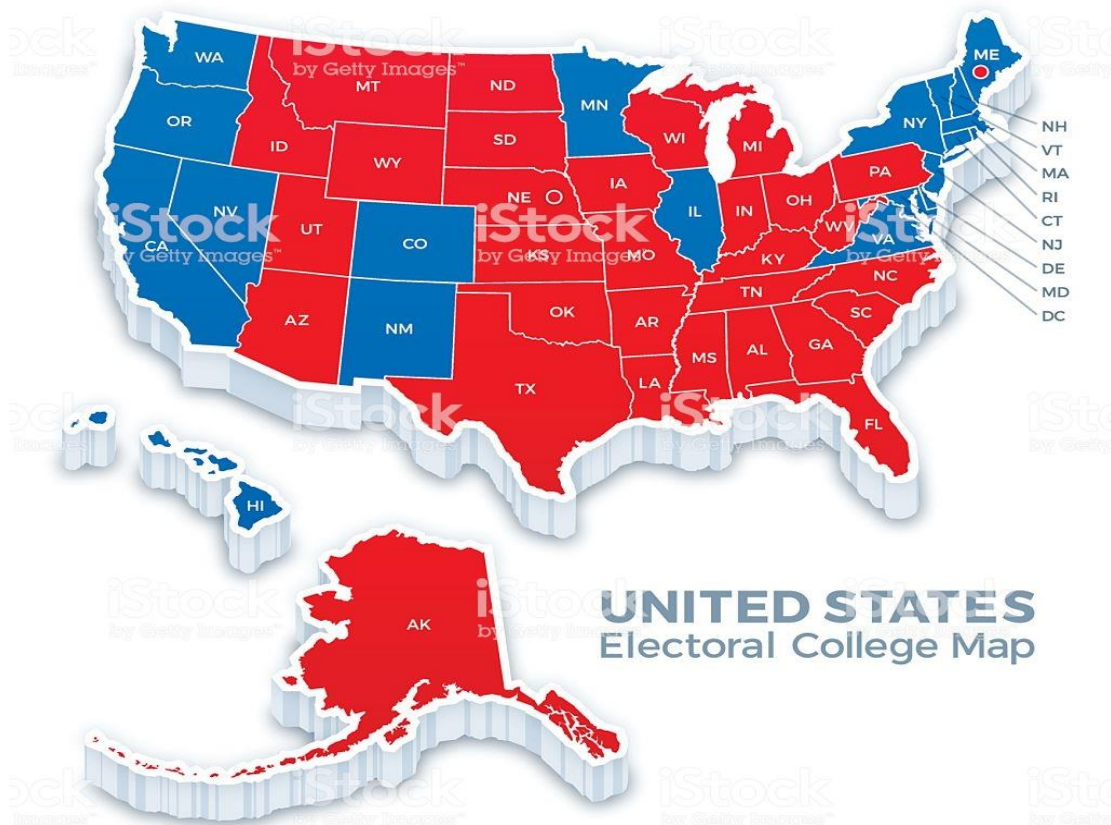 iStock
by Getty Images™
WA
OR
CA
NV
ID
MT
WY
UT
CO
AZ
NM
ND
SD
NE
KS
OK
TX
MN
IA
MO
AR
LA
WI
IL
MI
IN
OH
KY
TN
MS
AL
GA
FL
SC
NC
VA
WV
PA
NY
ME
NH
VT
MA
RI
CT
NJ
DE
MD
DC
HI
AK
UNITED STATES
Electoral College Map